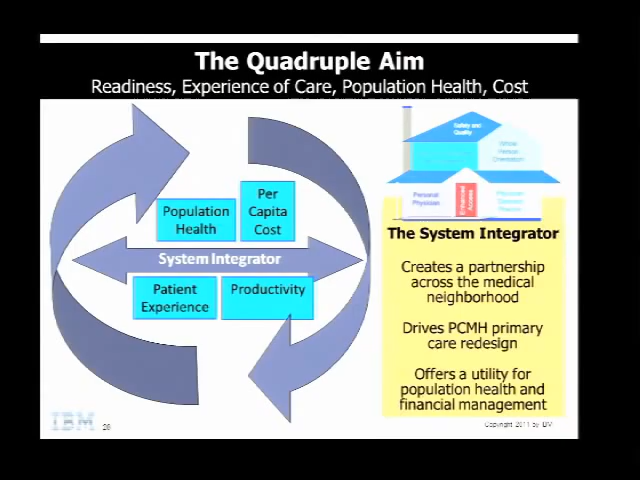 The Quadruple Aim
Readiness, Experience of Care, Population Health, Cost
Population
Health
Per
Capita
Cost
System Integrator
Patient
Experience
Productivity
Safety and
Quality
Whole
Person
Orientation
Personal
Physician
Enhanced
Access
Physician
The System Integrator
Creates a partnership
across the medical
neighborhood
Drives PCMH primary
care redesign
Offers a utility for
population health and
financial management
IBM
Copyright 2011 by IBM